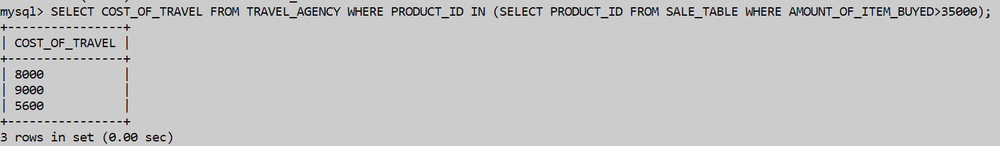 mysql> SELECT COST_OF_TRAVEL FROM TRAVEL_AGENCY WHERE PRODUCT_ID IN (SELECT PRODUCT_ID FROM SALE_TABLE WHERE AMOUNT_OF_ITEM_BUYED>35000);
+----------------+
| COST_OF_TRAVEL |
+----------------+
| 8000           |
| 9000           |
| 5600           |
+----------------+
3 rows in set (0.00 sec)